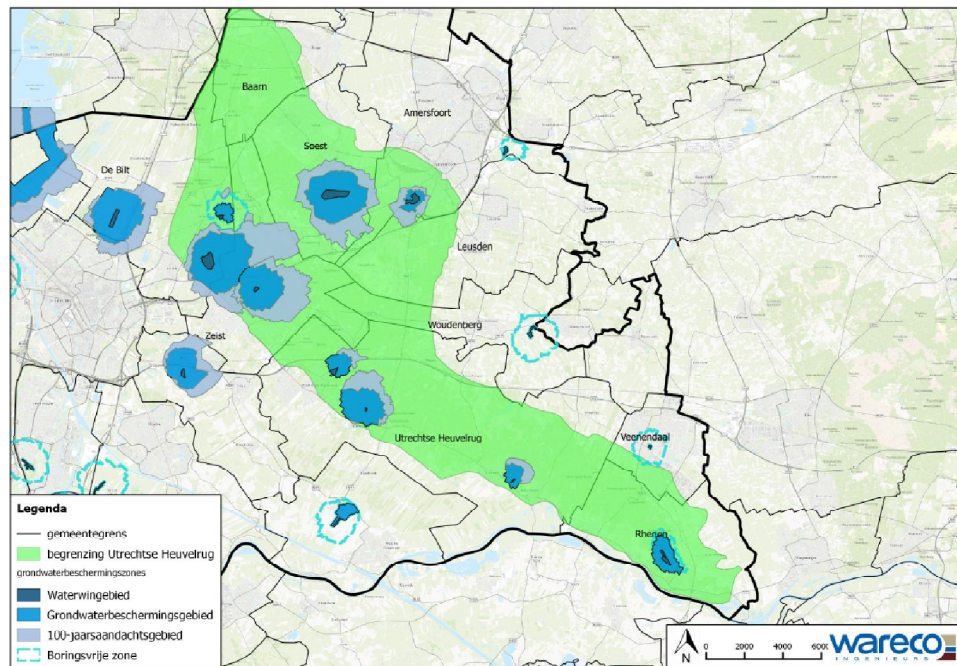 Baarn
Amersfoort
Soest
De Bilt
Leusden
Woudenberg
Zeist
Utrechtse Heuvelrug
Veenendaal
Rhenen
Legenda
gemeentegrens
begrenzing Utrechtse Heuvelrug
grondwaterbeschermingszones
Waterwingebied
Grondwaterbeschermingsgebied
100-jaarsaandachtsgebied
Boringsvrije zone
N
0 2000 4000
wareco
INGENIEURS